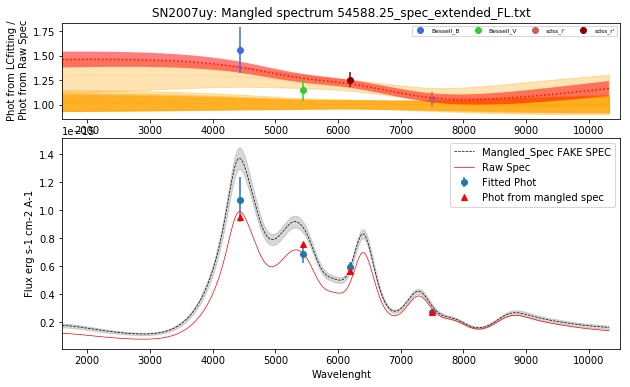 SN2007uy: Mangled spectrum 54588.25_spec_extended_FL.txt
Phot from LCfitting /
Phot from Raw Spec
1.75
1.50
1.25
1.00
Bessell_B
Bessell_V
sdss_i'
sdss_r'
2000 3000 4000 5000 6000 7000 8000 9000 10000
1e-15
Flux erg s-1 cm-2 A-1
1.4
1.2
1.0
0.8
0.6
0.4
0.2
Mangled_Spec FAKE SPEC
Raw Spec
Fitted Phot
Phot from mangled spec
2000 3000 4000 5000 6000 7000 8000 9000 10000
Wavelenght